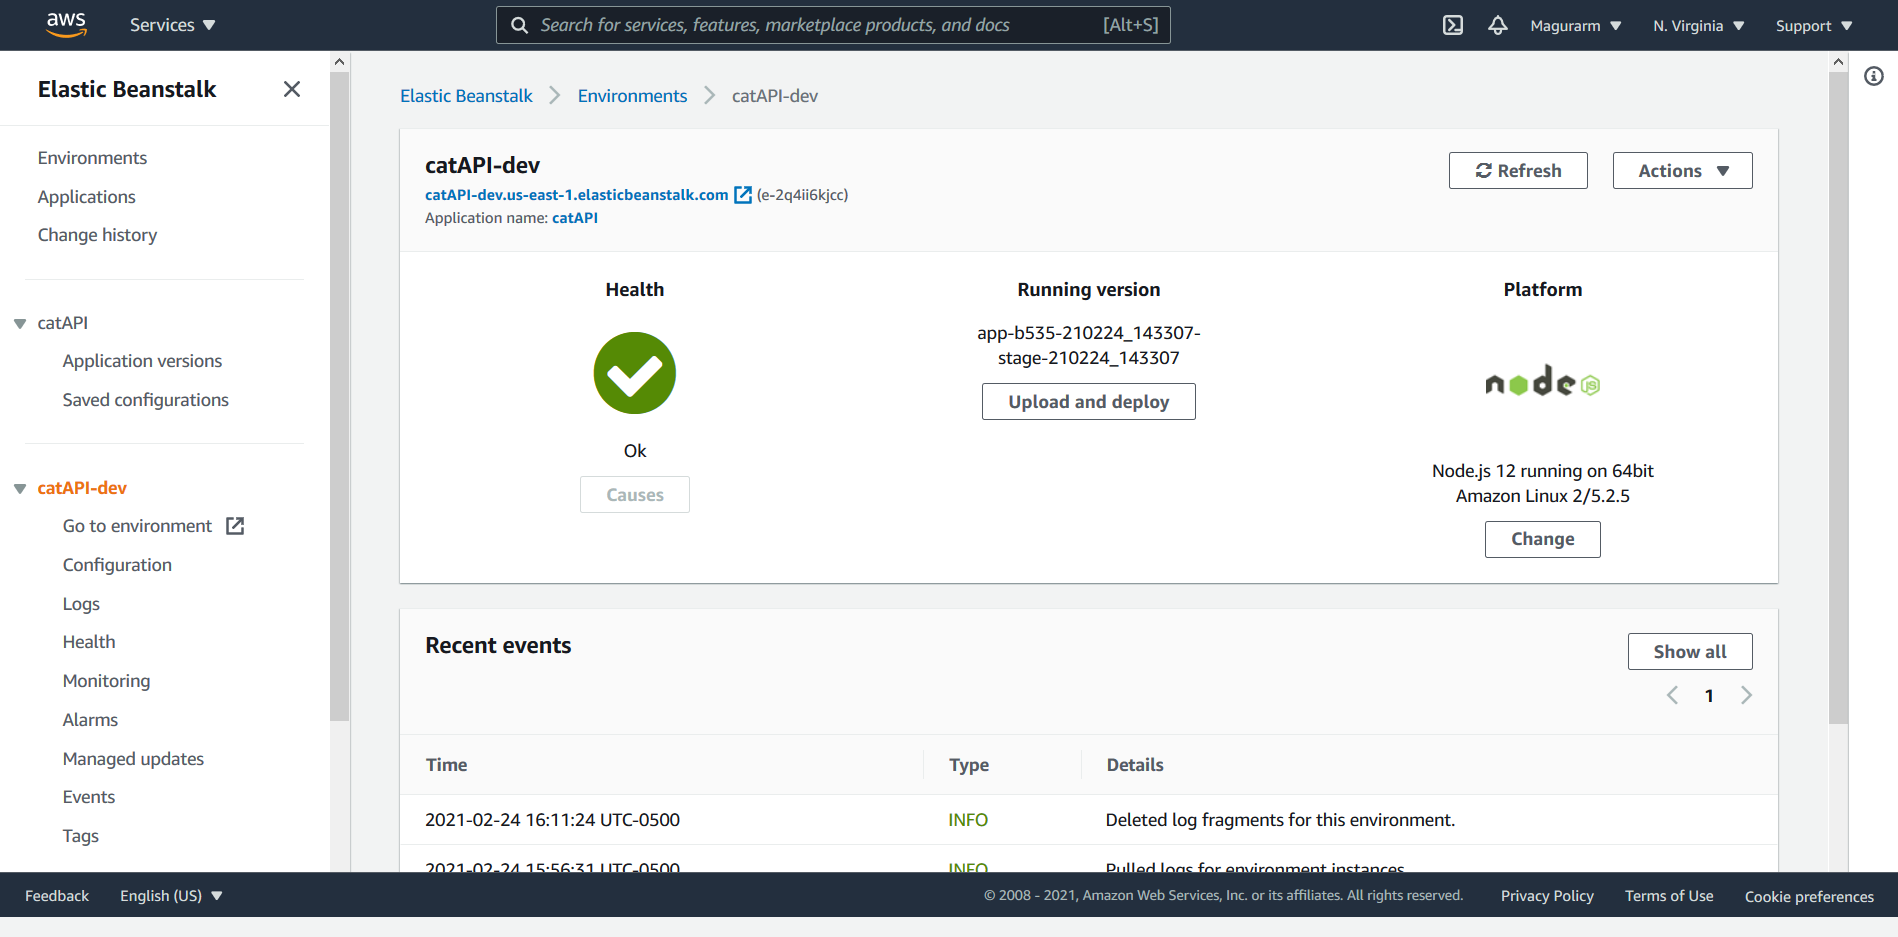 aws
Services
Search for services, features, marketplace products, and docs [Alt+S]
Magurarm
N. Virginia
Support
Elastic Beanstalk
Environments
Applications
Change history
catAPI
Application versions
Saved configurations
catAPI-dev
Go to environment
Configuration
Logs
Health
Monitoring
Alarms
Managed updates
Events
Tags
Elastic Beanstalk > Environments > catAPI-dev
catAPI-dev
catAPI-dev.us-east-1.elasticbeanstalk.com (e-2q4ii6kjcc)
Application name: catAPI
Refresh
Actions
Health
Ok
Causes
Running version
app-b535-210224_143307-
stage-210224_143307
Upload and deploy
Platform
node JS
Node.js 12 running on 64bit
Amazon Linux 2/5.2.5
Change
Recent events
Show all
1
Time Type Details
2021-02-24 16:11:24 UTC-0500 INFO Deleted log fragments for this environment.
2021-02-24 15:56:31 UTC-0500 INFO Pulled logs for environment instances.
Feedback
English (US)
© 2008 - 2021, Amazon Web Services, Inc. or its affiliates. All rights reserved.
Privacy Policy
Terms of Use
Cookie preferences